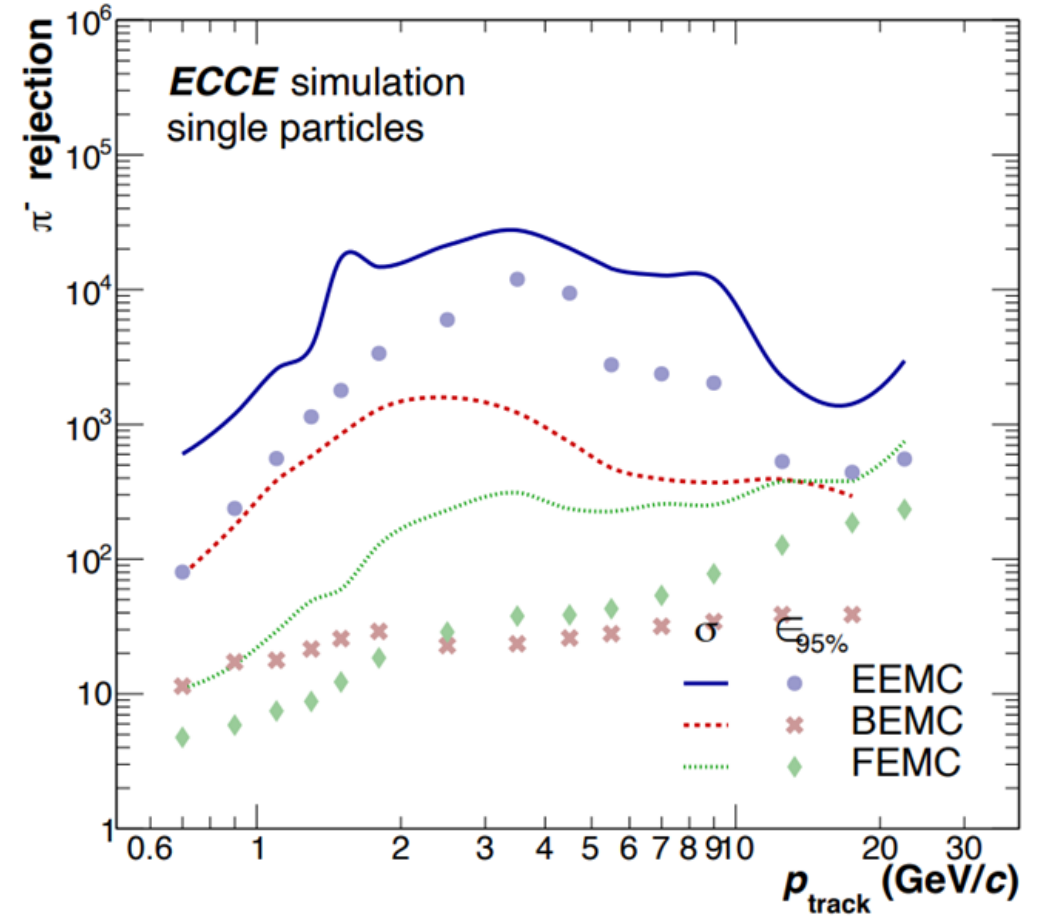 π⁻ rejection
10⁶
10⁵
10⁴
10³
10²
10
1
ECCE simulation
single particles
σ ∈95%
EEMC
BEMC
FEMC
0.6 1 2 3 4 5 6 7 8 9 10 20 30
p_track (GeV/c)